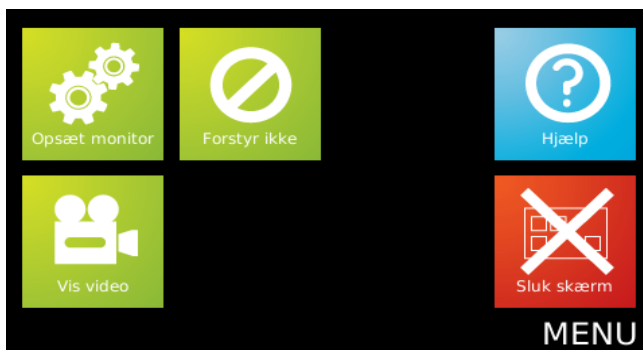 Opsæt monitor
Forstyr ikke
Hjælp
Vis video
Sluk skærm
MENU